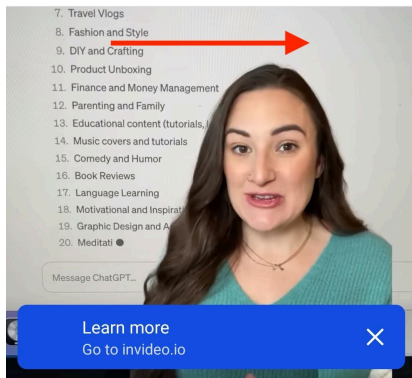 7. Travel Vlogs
8. Fashion and Style
9. DIY and Crafting
10. Product Unboxing
11. Finance and Money Management
12. Parenting and Family
13. Educational content (tutorials,
14. Music covers and tutorials
15. Comedy and Humor
16. Book Reviews
17. Language Learning
18. Motivational and
19. Graphic Design and
20. Meditati
Message ChatGPT...
Learn more
Go to invideo.io